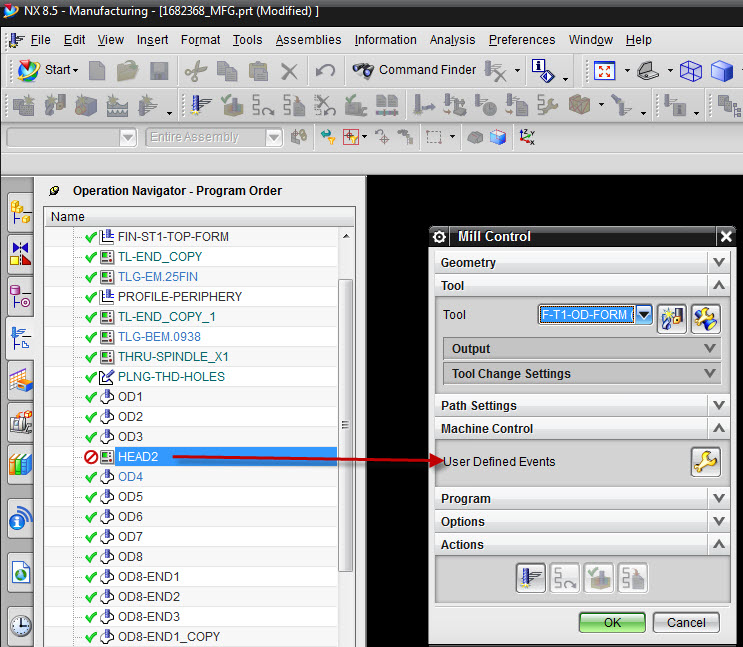 NX 8.5 - Manufacturing - [1682368_MFG.prt (Modified) ]
File Edit View Insert Format Tools Assemblies Information Analysis Preferences Window Help
Start Command Finder
Entire Assembly
Operation Navigator - Program Order
Name
FIN-ST1-TOP-FORM
TL-END_COPY
TLG-EM.25FIN
PROFILE-PERIPHERY
TL-END_COPY_1
TLG-BEM.0938
THRU-SPINDLE_X1
PLNG-THD-HOLES
OD1
OD2
OD3
HEAD2
OD4
OD5
OD6
OD7
OD8
OD8-END1
OD8-END2
OD8-END3
OD8-END1_COPY
Mill Control
Geometry
Tool
Tool F-T1-OD-FORM (
Output
Tool Change Settings
Path Settings
Machine Control
User Defined Events
Program
Options
Actions
OK Cancel